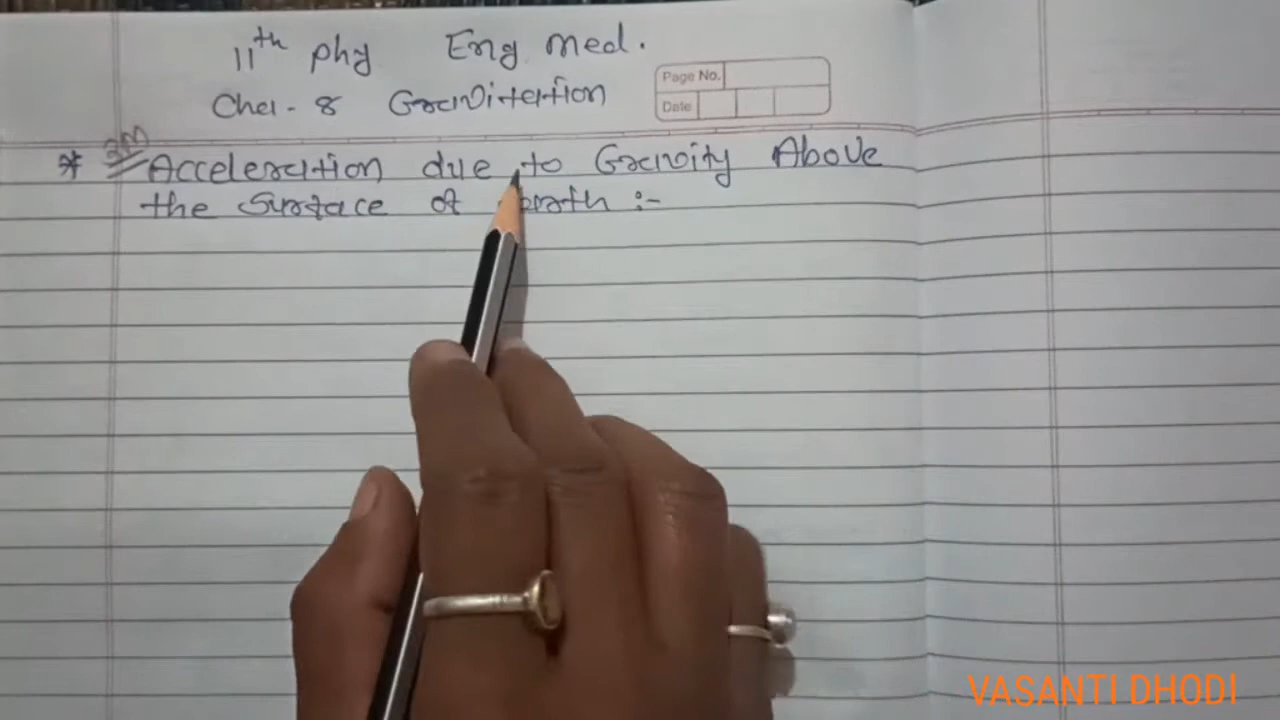 11th phy Eng Med.
Cha - 8 Gravitation
Page No.
Date
* 3M Acceleration due to Gravity Above
the Surface of Earth :-
VASANTI DHODI